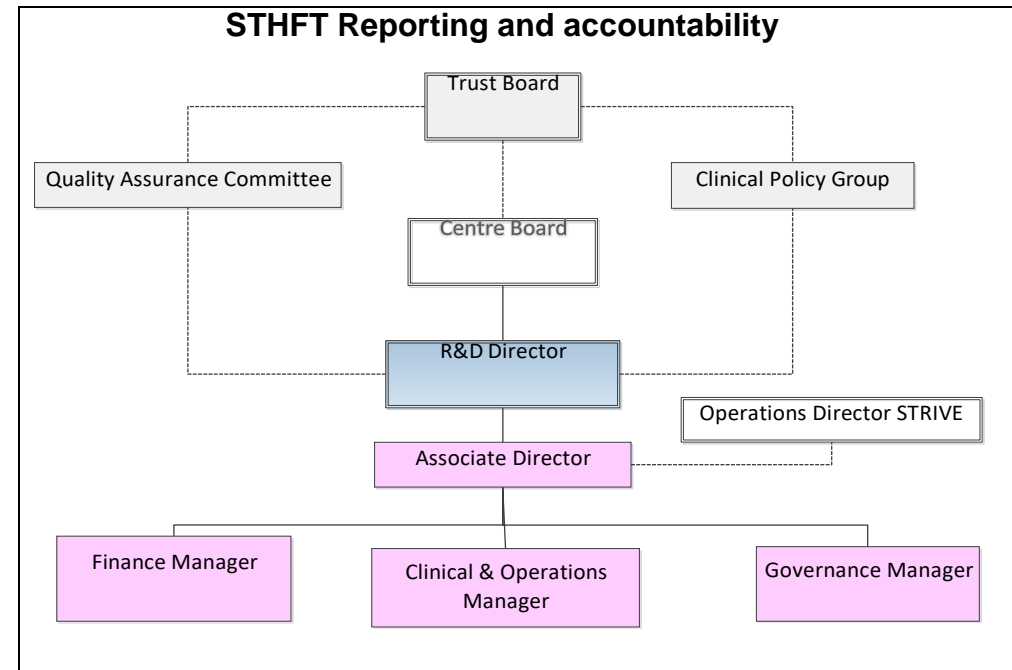 STHFT Reporting and accountability
Trust Board
Quality Assurance Committee
Clinical Policy Group
Centre Board
R&D Director
Operations Director STRIVE
Associate Director
Finance Manager
Clinical & Operations
Manager
Governance Manager